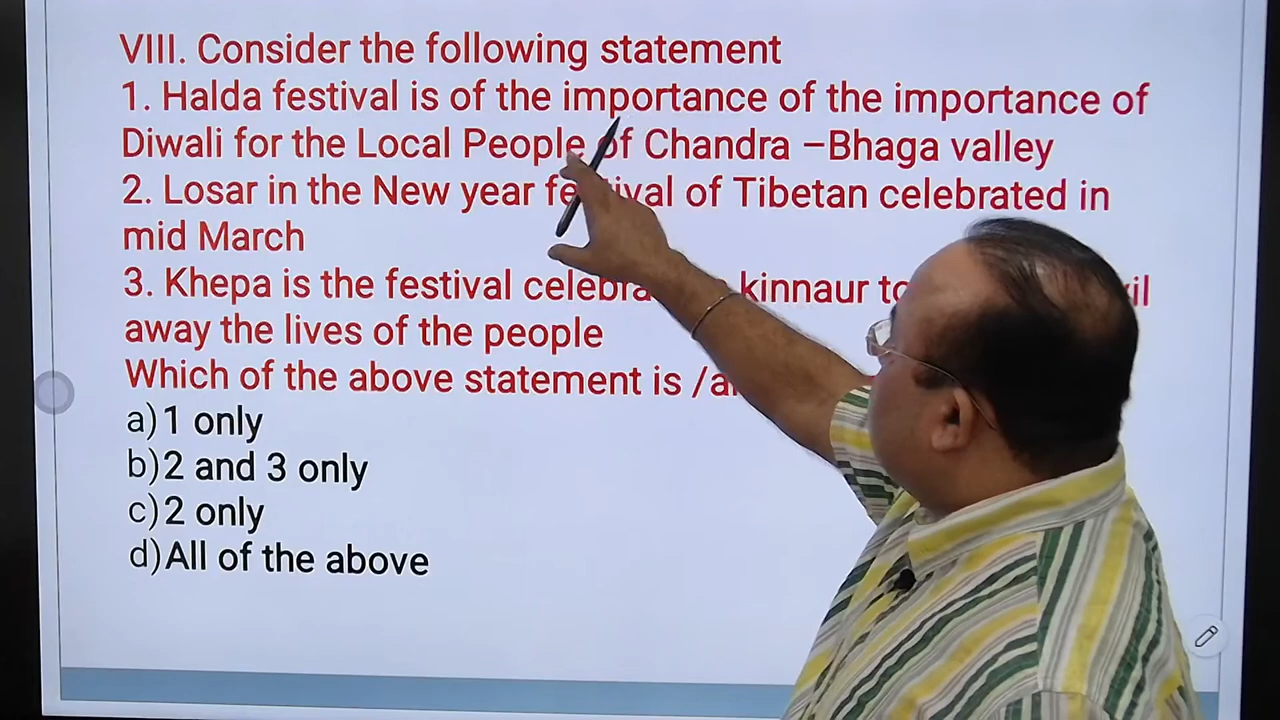 VIII. Consider the following statement
1. Halda festival is of the importance of the importance of
Diwali for the Local People of Chandra –Bhaga valley
2. Losar in the New year festival of Tibetan celebrated in
mid March
3. Khepa is the festival kinnaur
away the lives of the people
Which of the above statement is
a) 1 only
b) 2 and 3 only
c) 2 only
d) All of the above